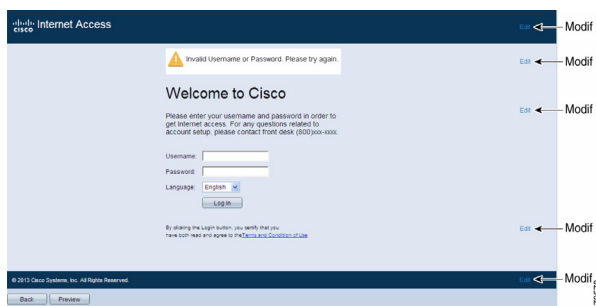 cisco Internet Access
Edit
Modif
Invalid Username or Password. Please try again.
Edit
Modif
Welcome to Cisco
Please enter your username and password in order to
get Internet access. For any questions related to
account setup, please contact front desk (800)xxx-xxxx.
Edit
Modif
Username:
Password:
Language: English
Log In
By clicking the Login button, you certify that you
have both read and agree to the Terms and Condition of Use
Edit
Modif
© 2013 Cisco Systems, Inc. All Rights Reserved.
Edit
Modif
Back Preview